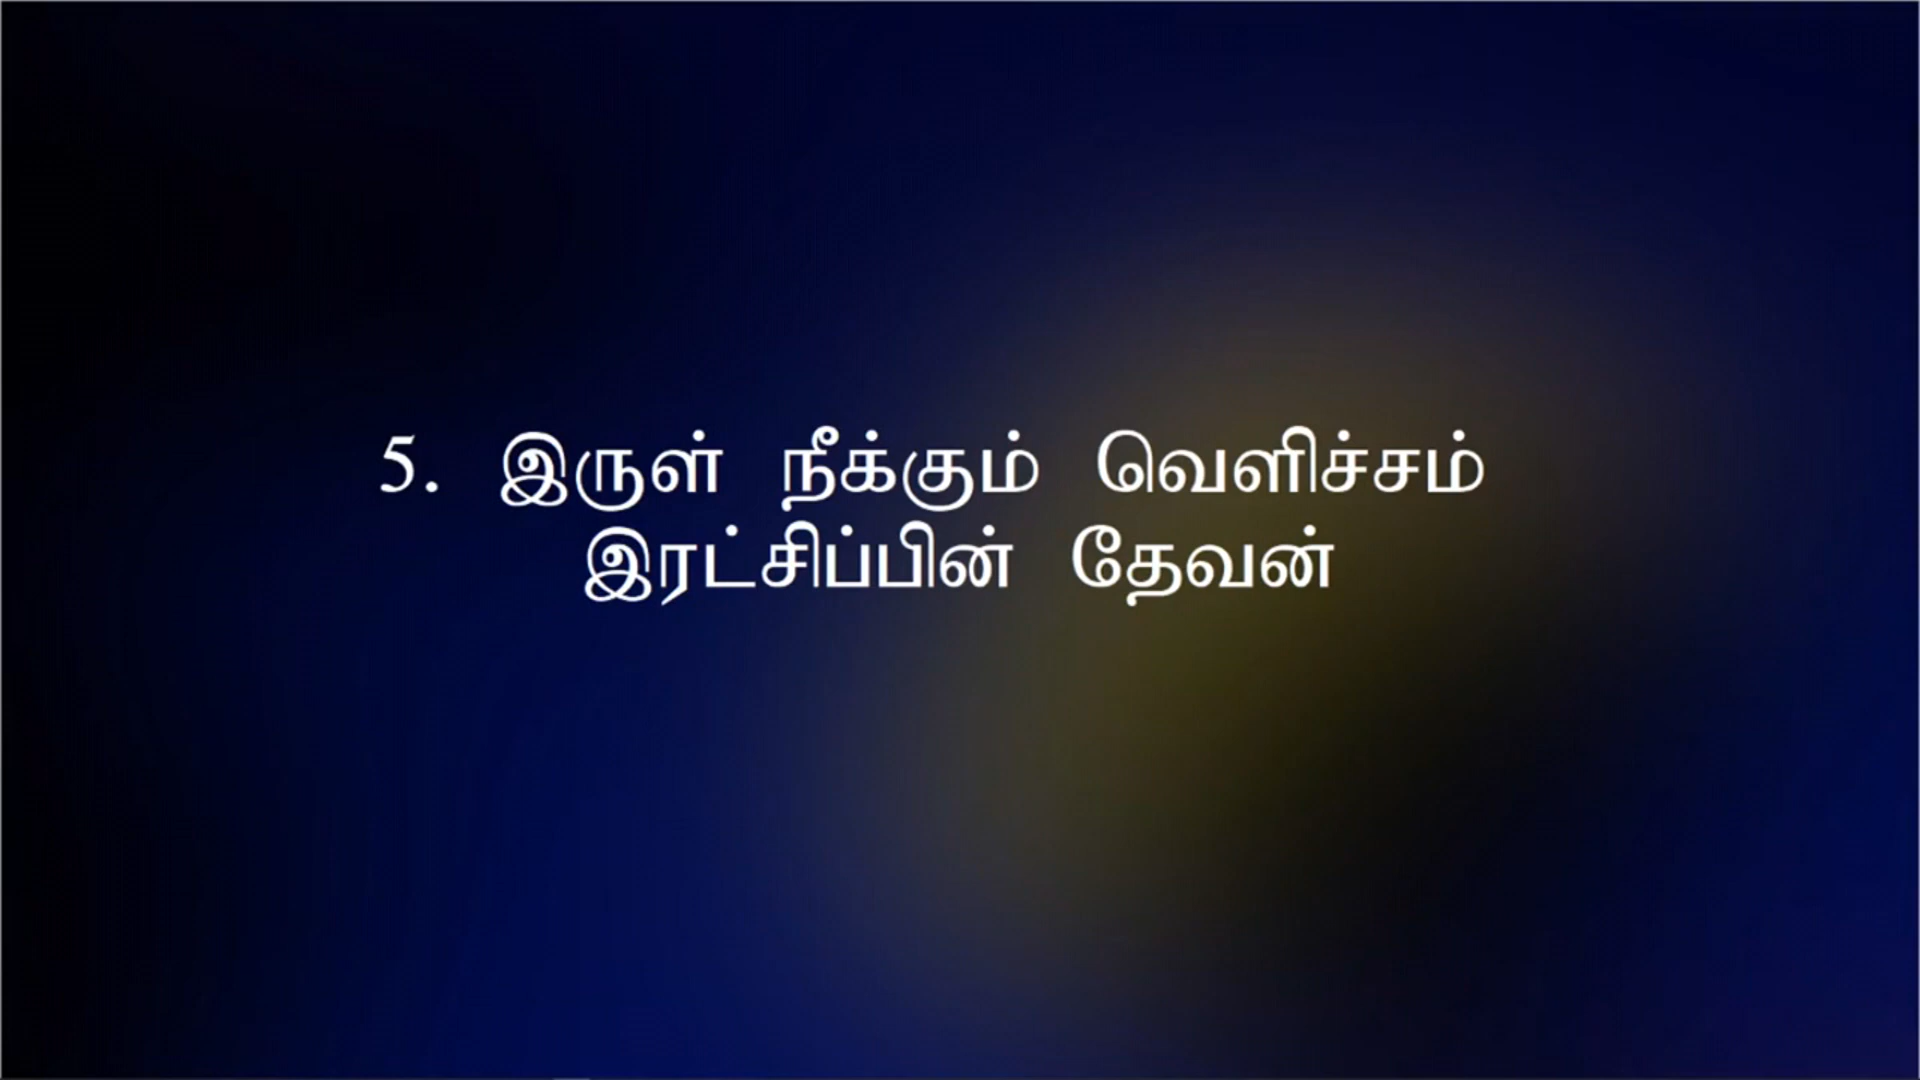 5. இருள் நீக்கும் வெளிச்சம்
இரட்சிப்பின் தேவன்